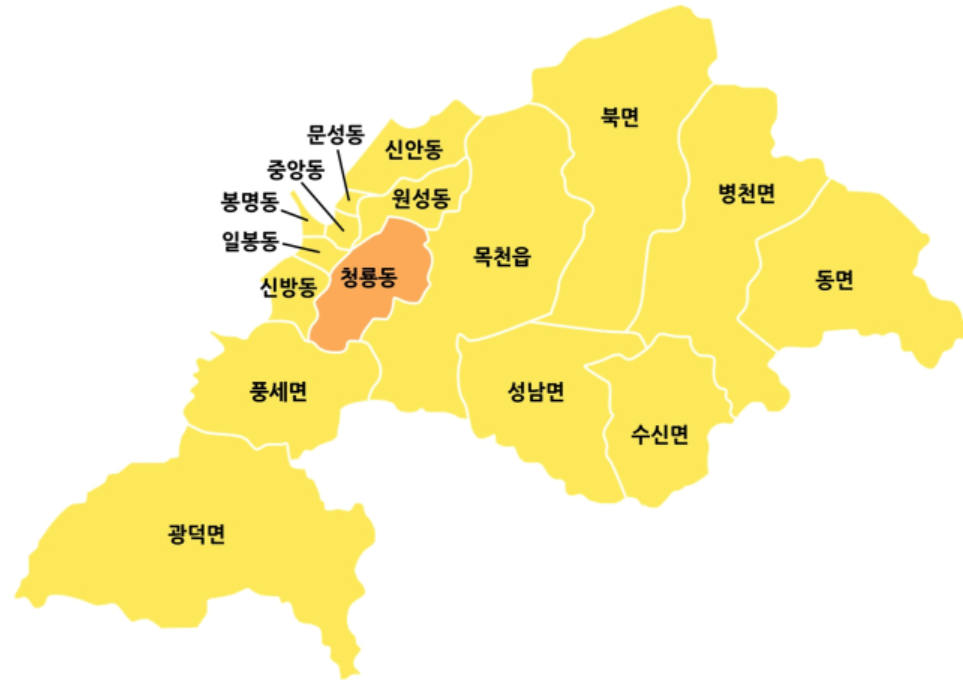 북면
문성동
신안동
중앙동
봉명동
원성동
병천면
일봉동
목천읍
청룡동
동면
신방동
풍세면
성남면
수신면
광덕면